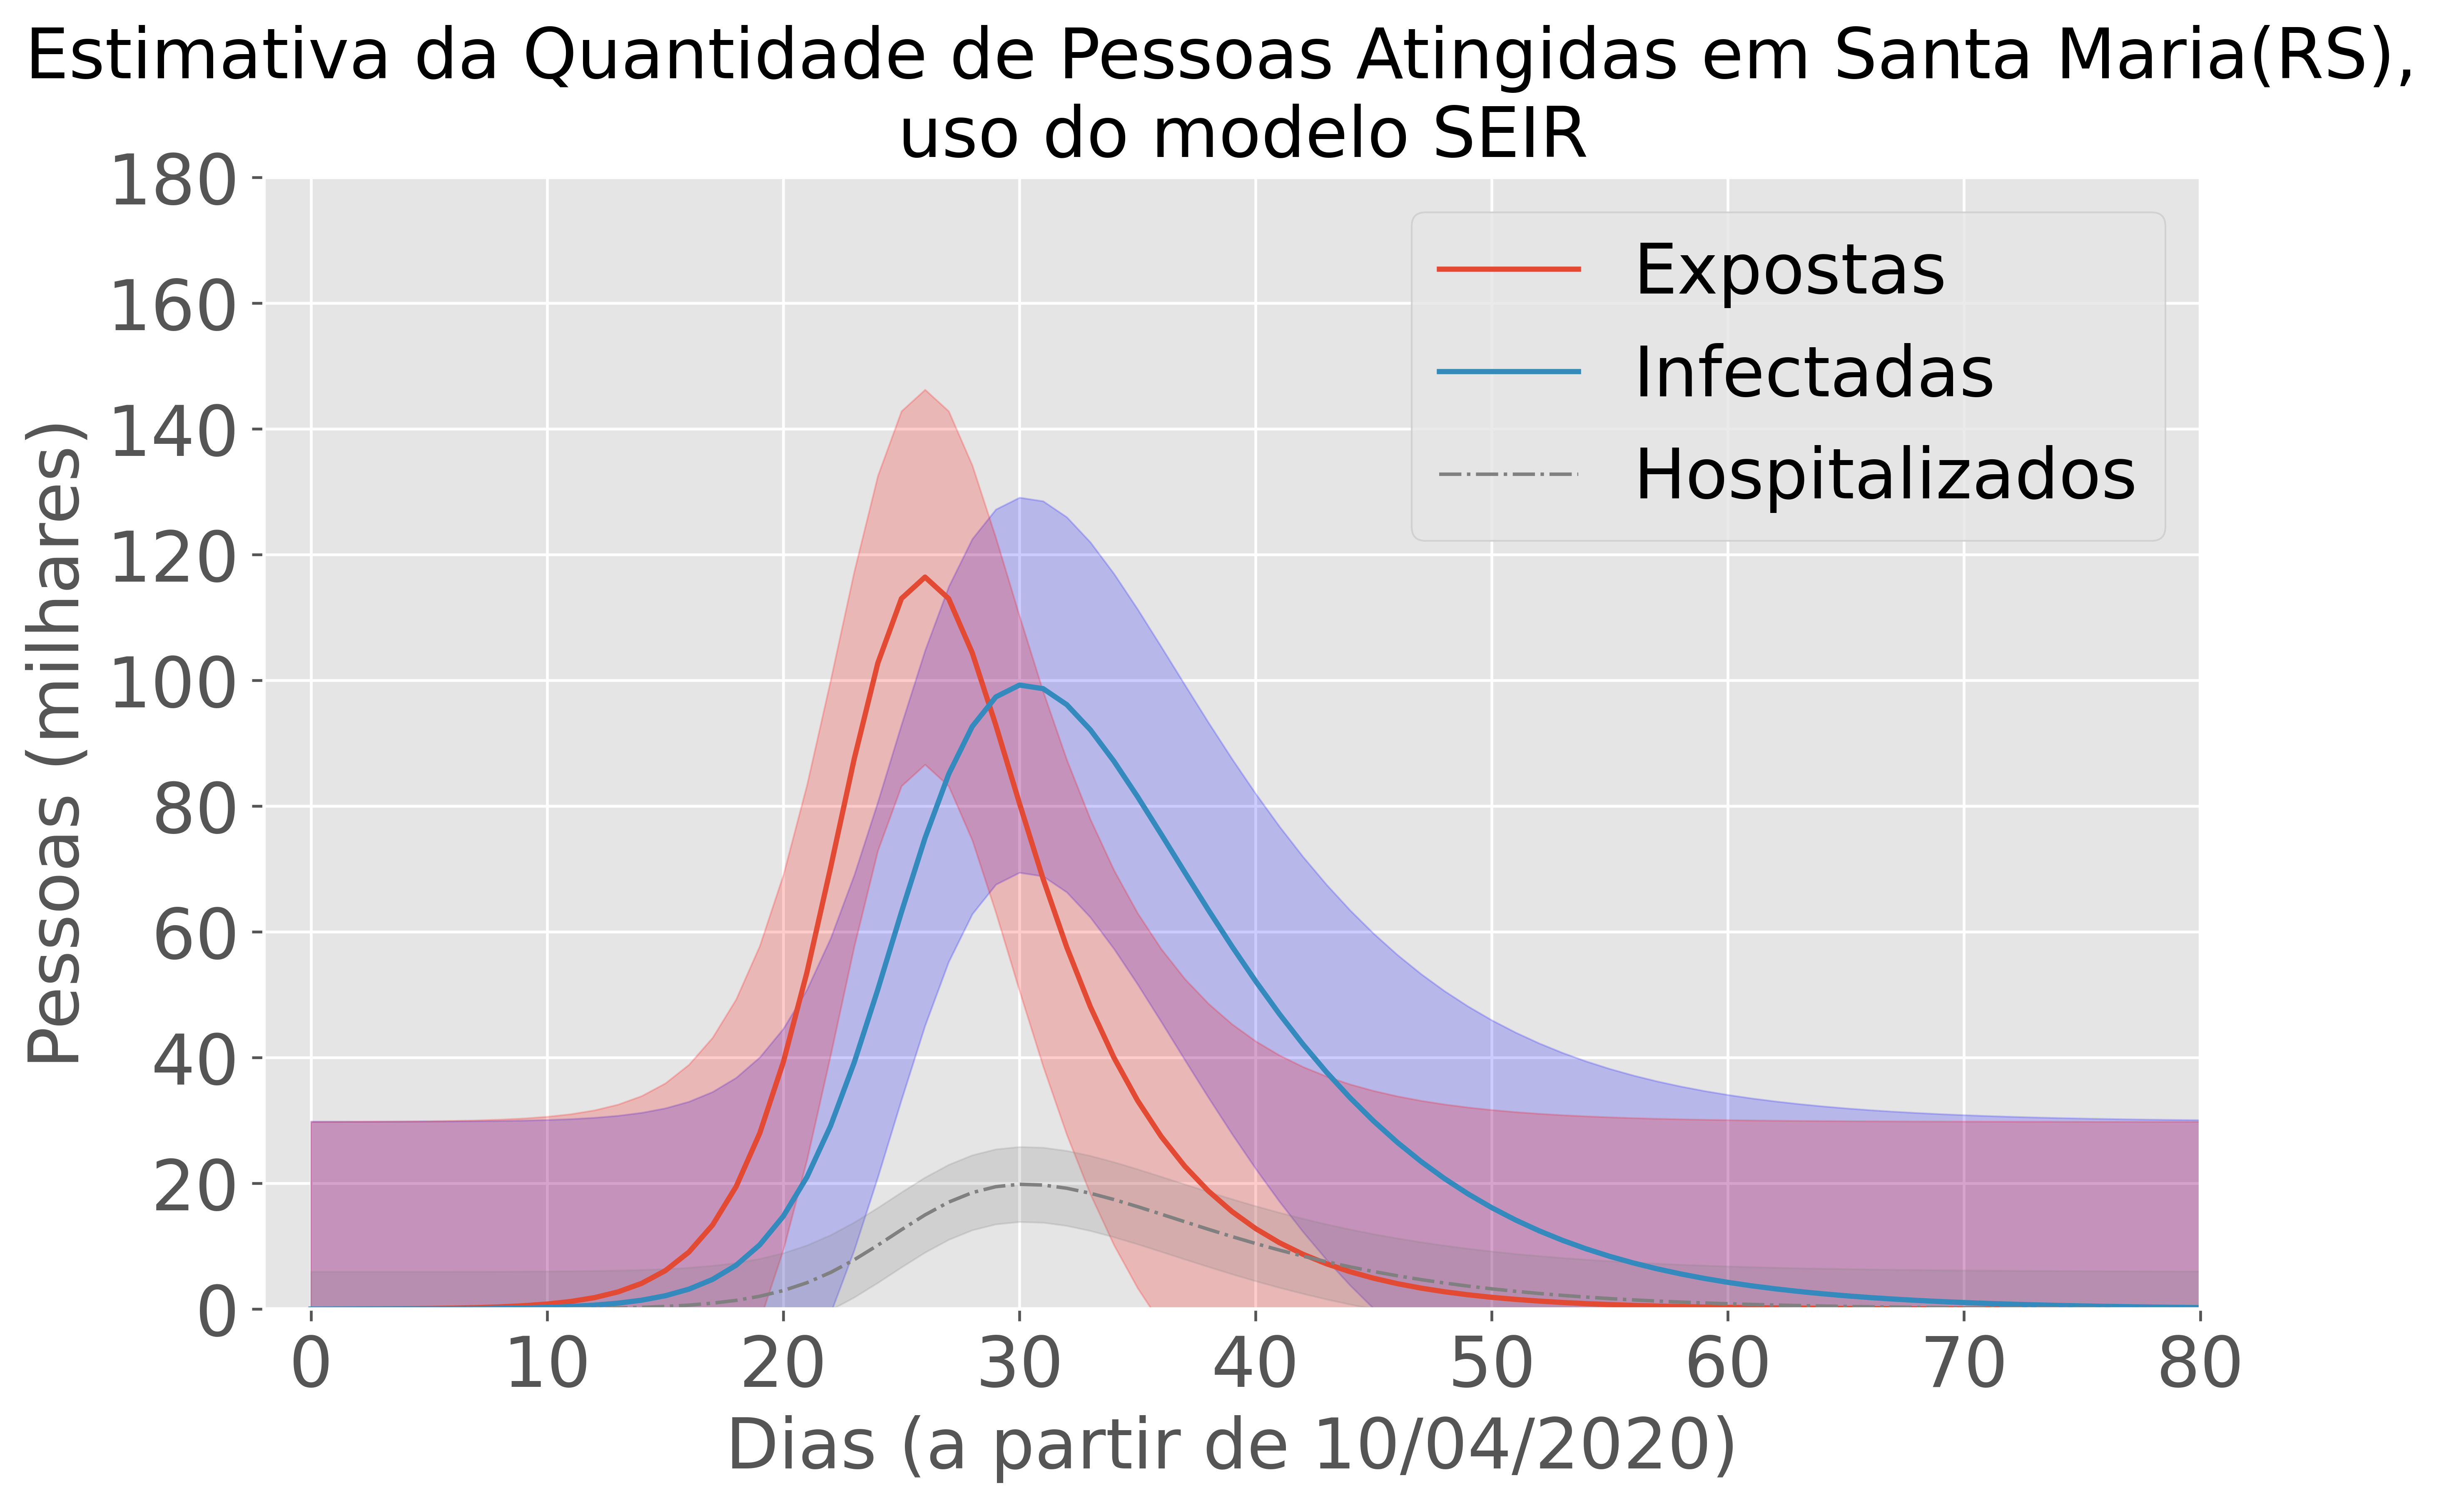 Estimativa da Quantidade de Pessoas Atingidas em Santa Maria(RS),
uso do modelo SEIR
180
160
140
120
100
80
60
40
20
0
Pessoas (milhares)
Expostas
Infectadas
Hospitalizados
0 10 20 30 40 50 60 70 80
Dias (a partir de 10/04/2020)